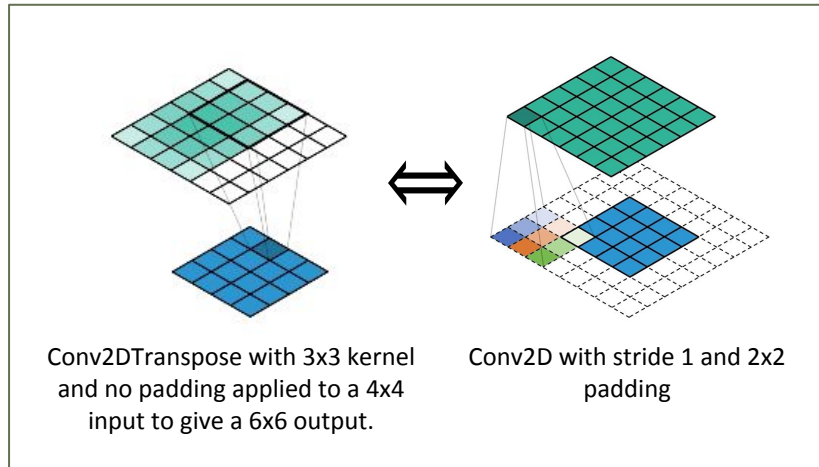 Conv2DTranspose with 3x3 kernel
and no padding applied to a 4x4
input to give a 6x6 output.
Conv2D with stride 1 and 2x2
padding